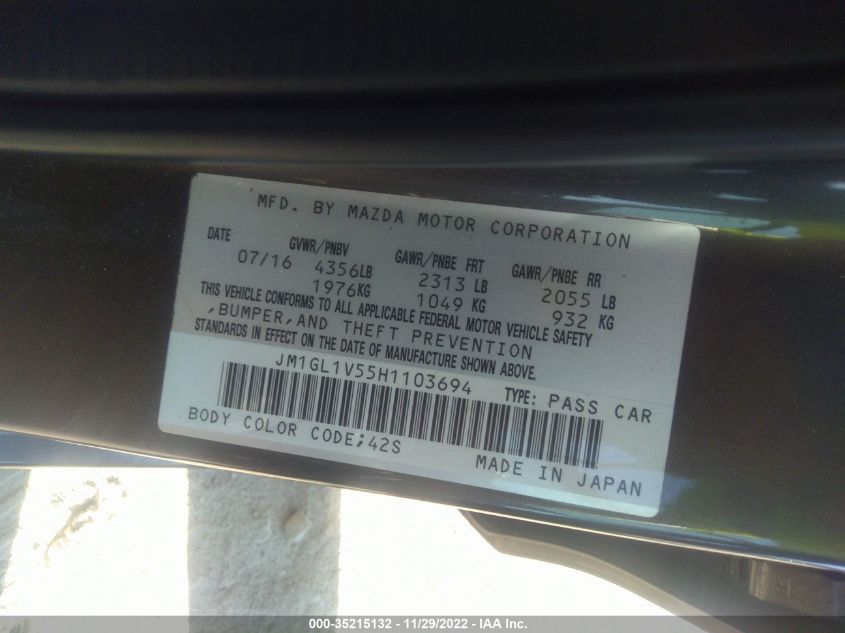 MFD. BY MAZDA MOTOR CORPORATION
DATE GVWR/PNBV GAWR/PNBE FRT GAWR/PNBE RR
07/16 4356LB 2313 LB 2055 LB
1976KG 1049 KG 932 KG
THIS VEHICLE CONFORMS TO ALL APPLICABLE FEDERAL MOTOR VEHICLE SAFETY
,BUMPER,AND THEFT PREVENTION
STANDARDS IN EFFECT ON THE DATE OF MANUFACTURE SHOWN ABOVE.
JM1GL1V55H1103694 TYPE: PASS CAR
BODY COLOR CODE;42S
MADE IN JAPAN
000-35215132 - 11/29/2022 - IAA Inc.